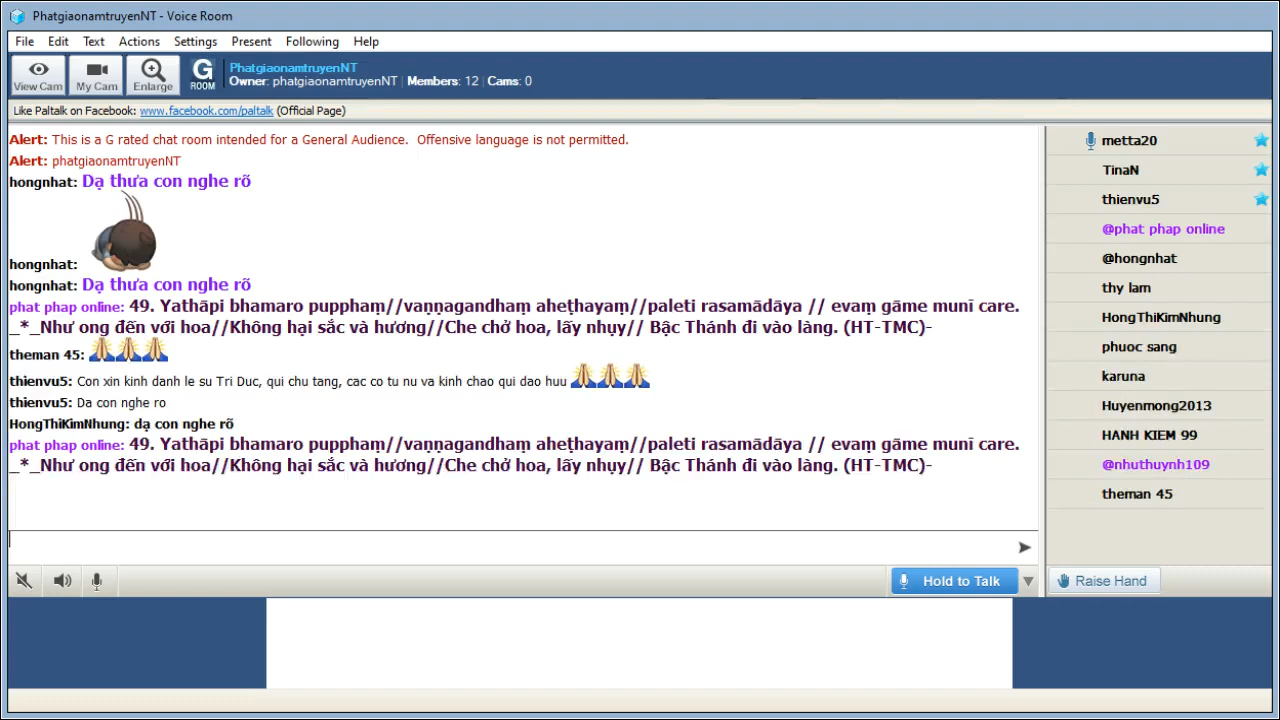 PhatgiaonamtruyenNT - Voice Room
File Edit Text Actions Settings Present Following Help
View Cam My Cam Enlarge G ROOM
PhatgiaonamtruyenNT
Owner: phatgiaonamtruyenNT | Members: 12 | Cams: 0
Like Paltalk on Facebook: www.facebook.com/paltalk (Official Page)
Alert: This is a G rated chat room intended for a General Audience. Offensive language is not permitted.
Alert: phatgiaonamtruyenNT
hongnhat: Dạ thưa con nghe rõ
hongnhat:
hongnhat: Dạ thưa con nghe rõ
phat phap online: 49. Yathāpi bhamaro pupphaṃ//vaṇṇagandhaṃ aheṭhayaṃ//paleti rasamādāya // evaṃ gāme munī care.
_*_Như ong đến với hoa//Không hại sắc và hương//Che chở hoa, lấy nhụy// Bậc Thánh đi vào làng. (HT-TMC)-
theman 45:
thienvu5: Con xin kinh danh le su Tri Duc, qui chu tang, cac co tu nu va kinh chao qui dao huu
thienvu5: Da con nghe ro
HongThiKimNhung: dạ con nghe rõ
phat phap online: 49. Yathāpi bhamaro pupphaṃ//vaṇṇagandhaṃ aheṭhayaṃ//paleti rasamādāya // evaṃ gāme munī care.
_*_Như ong đến với hoa//Không hại sắc và hương//Che chở hoa, lấy nhụy// Bậc Thánh đi vào làng. (HT-TMC)-
metta20
TinaN
thienvu5
@phat phap online
@hongnhat
thy lam
HongThiKimNhung
phuoc sang
karuna
Huyenmong2013
HANH KIEM 99
@nhuthuynh109
theman 45
Hold to Talk
Raise Hand